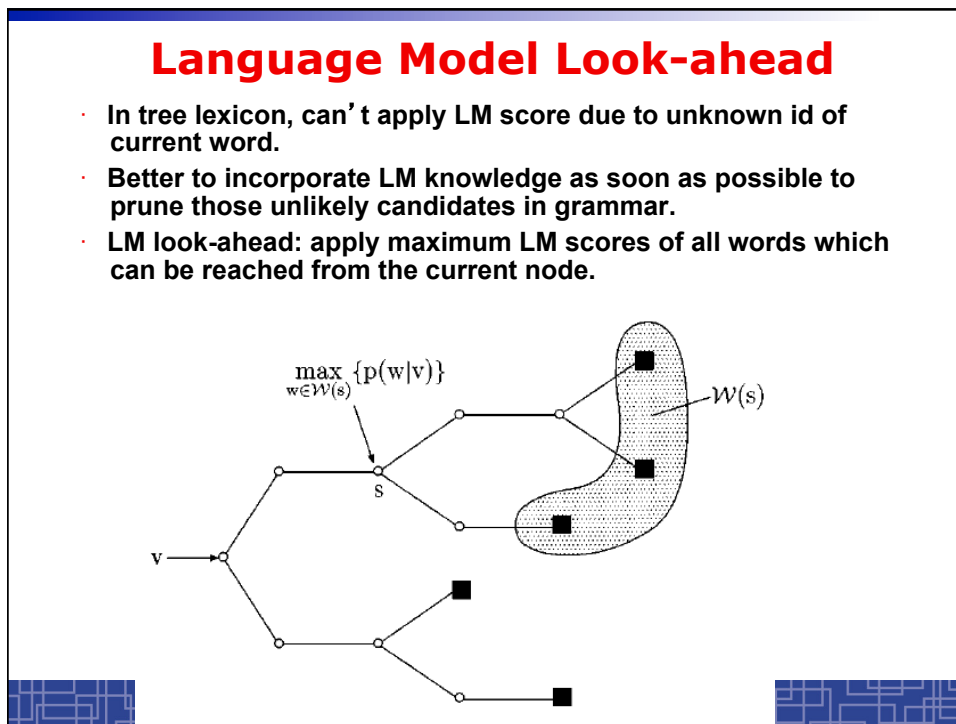 Language Model Look-ahead
· In tree lexicon, can't apply LM score due to unknown id of
current word.
· Better to incorporate LM knowledge as soon as possible to
prune those unlikely candidates in grammar.
· LM look-ahead: apply maximum LM scores of all words which
can be reached from the current node.
max {p(w|v)}
w∈𝒲(s)
𝒲(s)
s
v